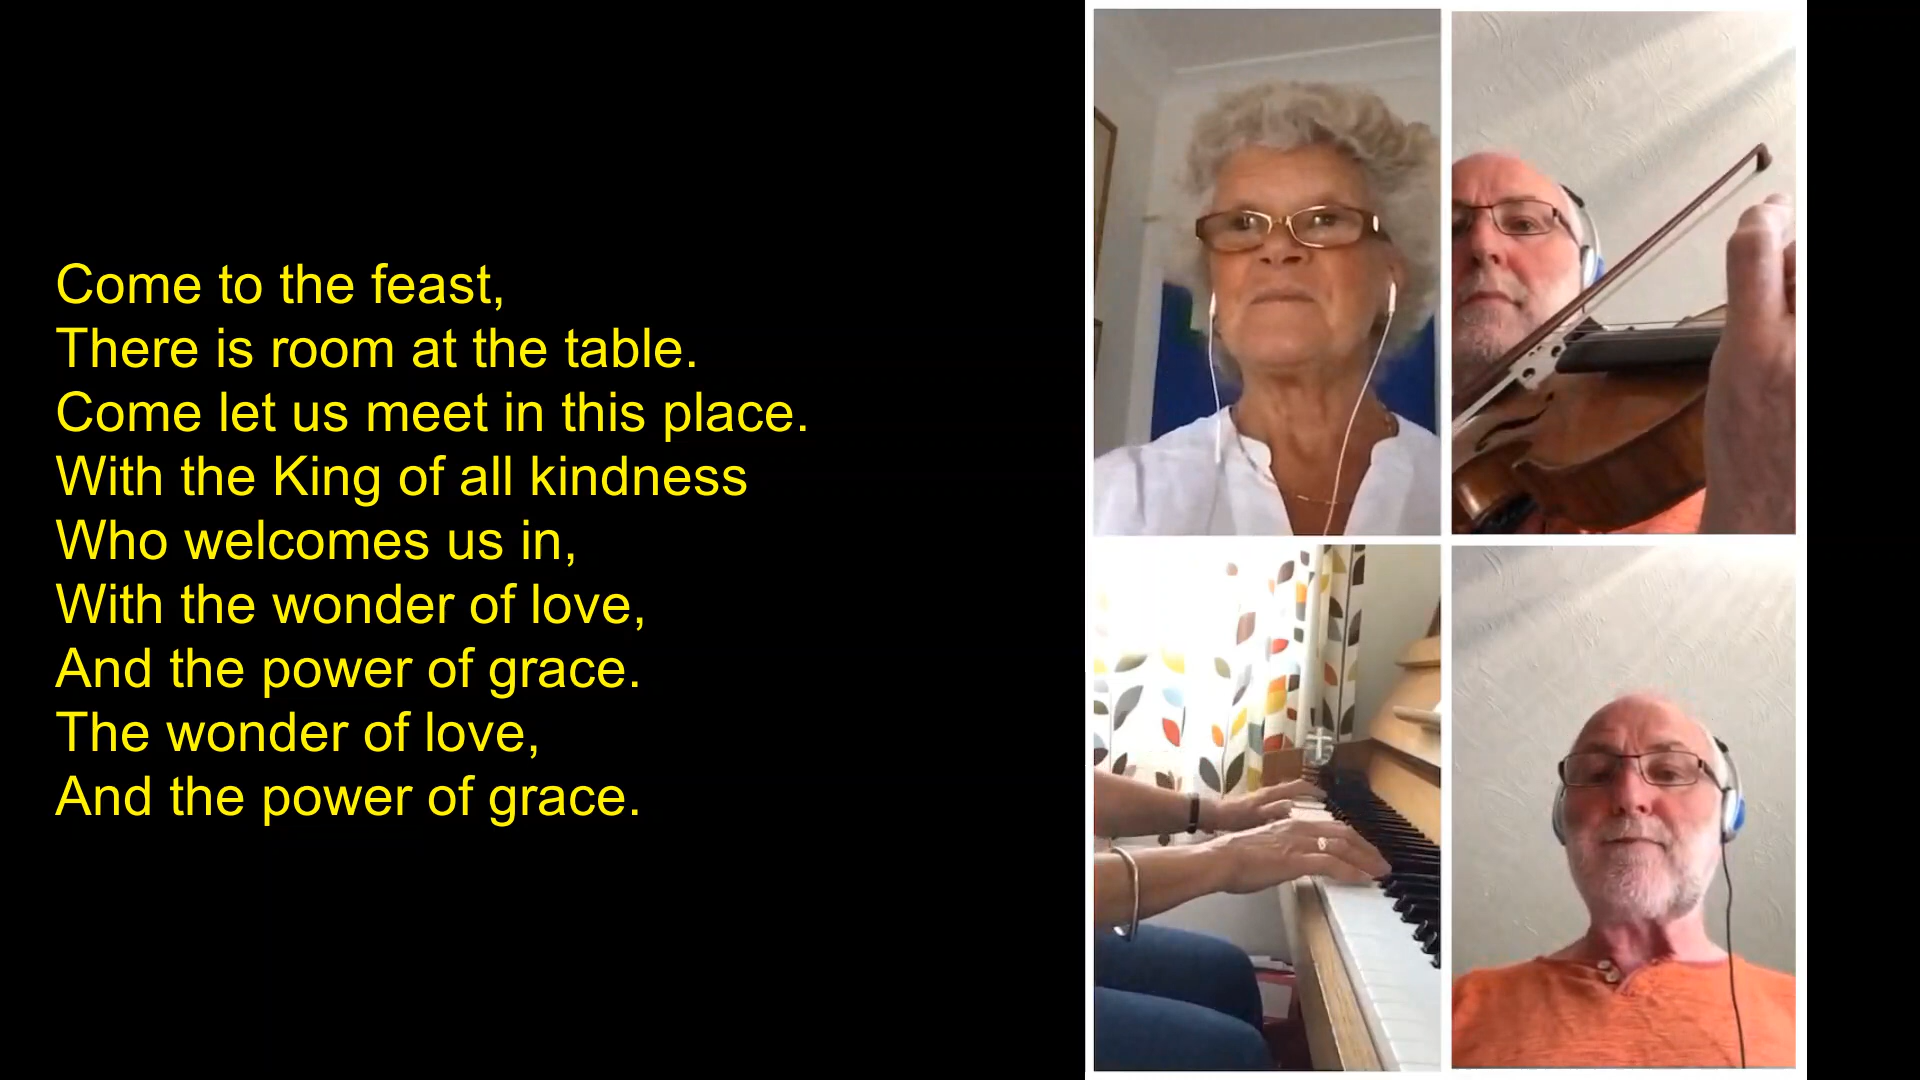 Come to the feast,
There is room at the table.
Come let us meet in this place.
With the King of all kindness
Who welcomes us in,
With the wonder of love,
And the power of grace.
The wonder of love,
And the power of grace.